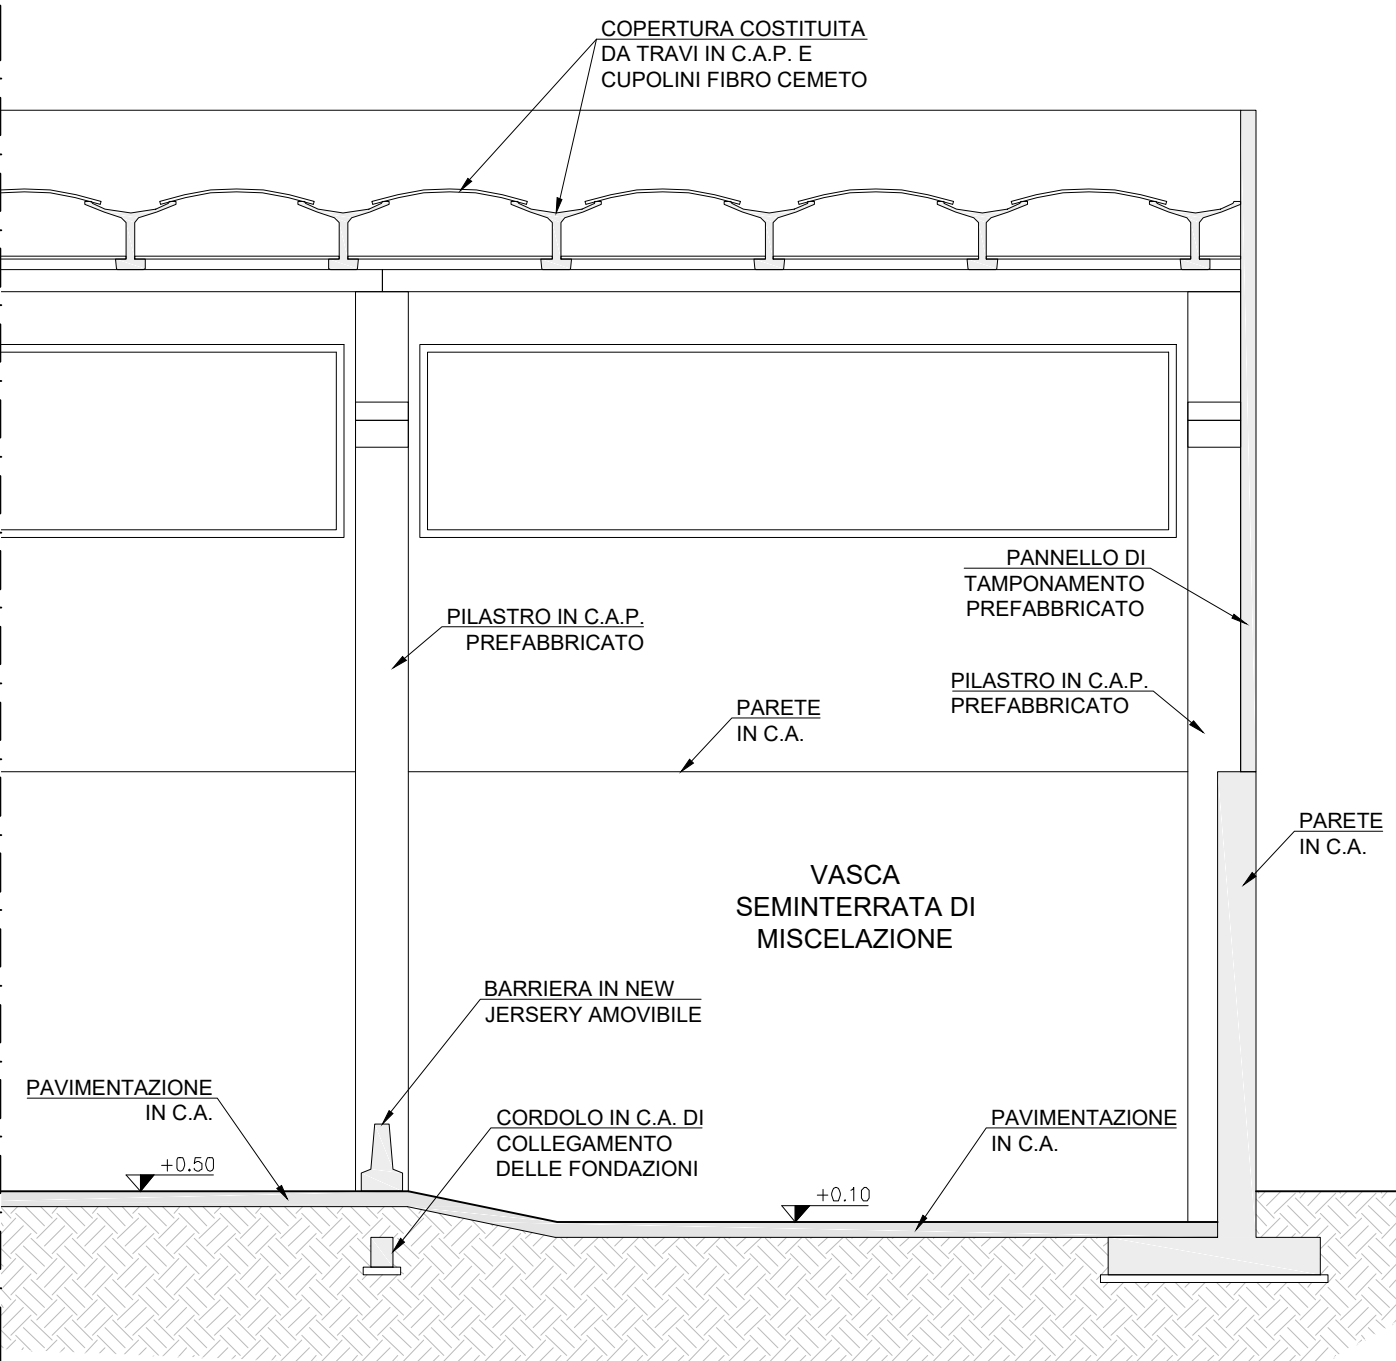 COPERTURA COSTITUITA
DA TRAVI IN C.A.P. E
CUPOLINI FIBRO CEMETO
PANNELLO DI
TAMPONAMENTO
PREFABBRICATO
PILASTRO IN C.A.P.
PREFABBRICATO
PILASTRO IN C.A.P.
PREFABBRICATO
PARETE
IN C.A.
PARETE
IN C.A.
VASCA
SEMINTERRATA DI
MISCELAZIONE
BARRIERA IN NEW
JERSERY AMOVIBILE
PAVIMENTAZIONE
IN C.A.
CORDOLO IN C.A. DI
COLLEGAMENTO
DELLE FONDAZIONI
PAVIMENTAZIONE
IN C.A.
+0.50
+0.10